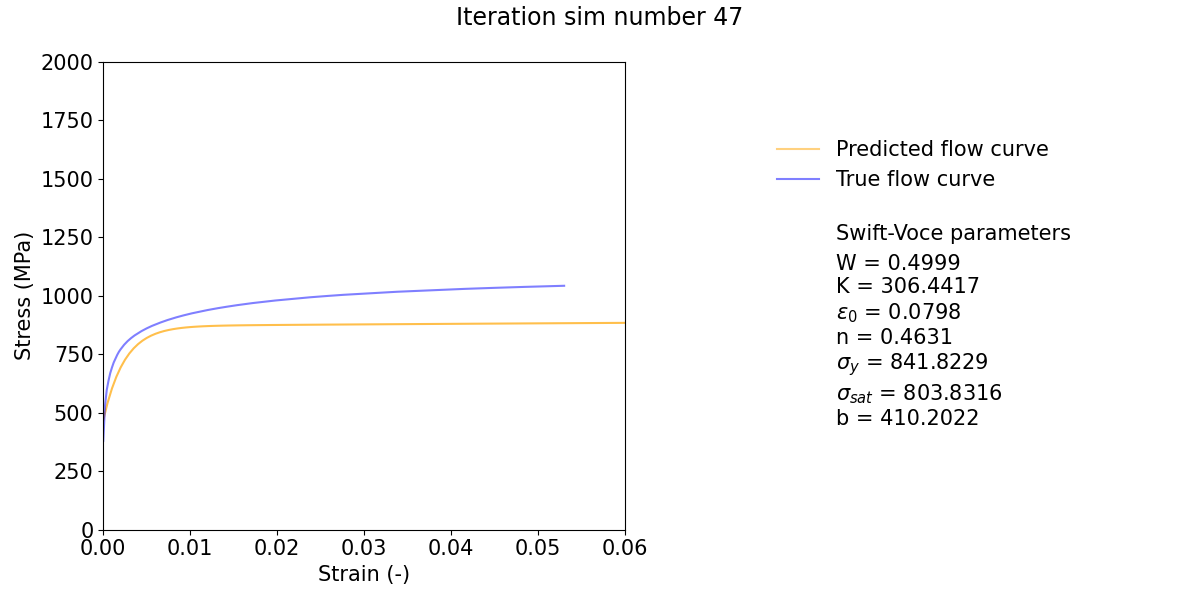 Iteration sim number 47
2000
1750
1500
1250
1000
750
500
250
0
Stress (MPa)
0.00 0.01 0.02 0.03 0.04 0.05 0.06
Strain (-)
Predicted flow curve
True flow curve
Swift-Voce parameters
W = 0.4999
K = 306.4417
ε0 = 0.0798
n = 0.4631
σy = 841.8229
σsat = 803.8316
b = 410.2022